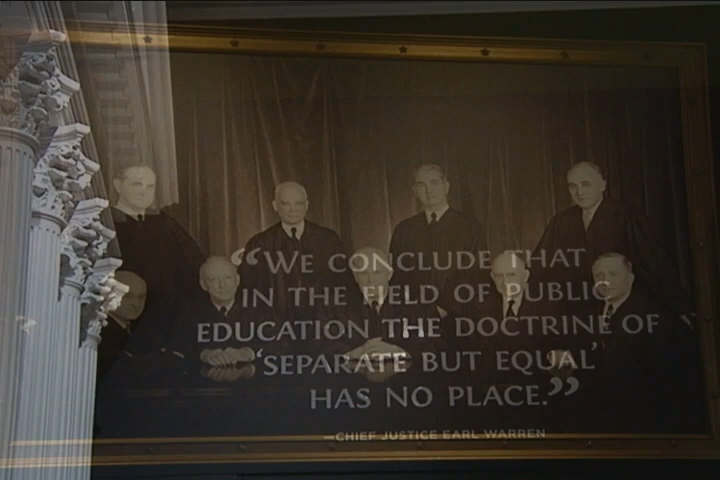 “WE CONCLUDE THAT
IN THE FIELD OF PUBLIC
EDUCATION THE DOCTRINE OF
‘SEPARATE BUT EQUAL’
HAS NO PLACE.”
—CHIEF JUSTICE EARL WARREN